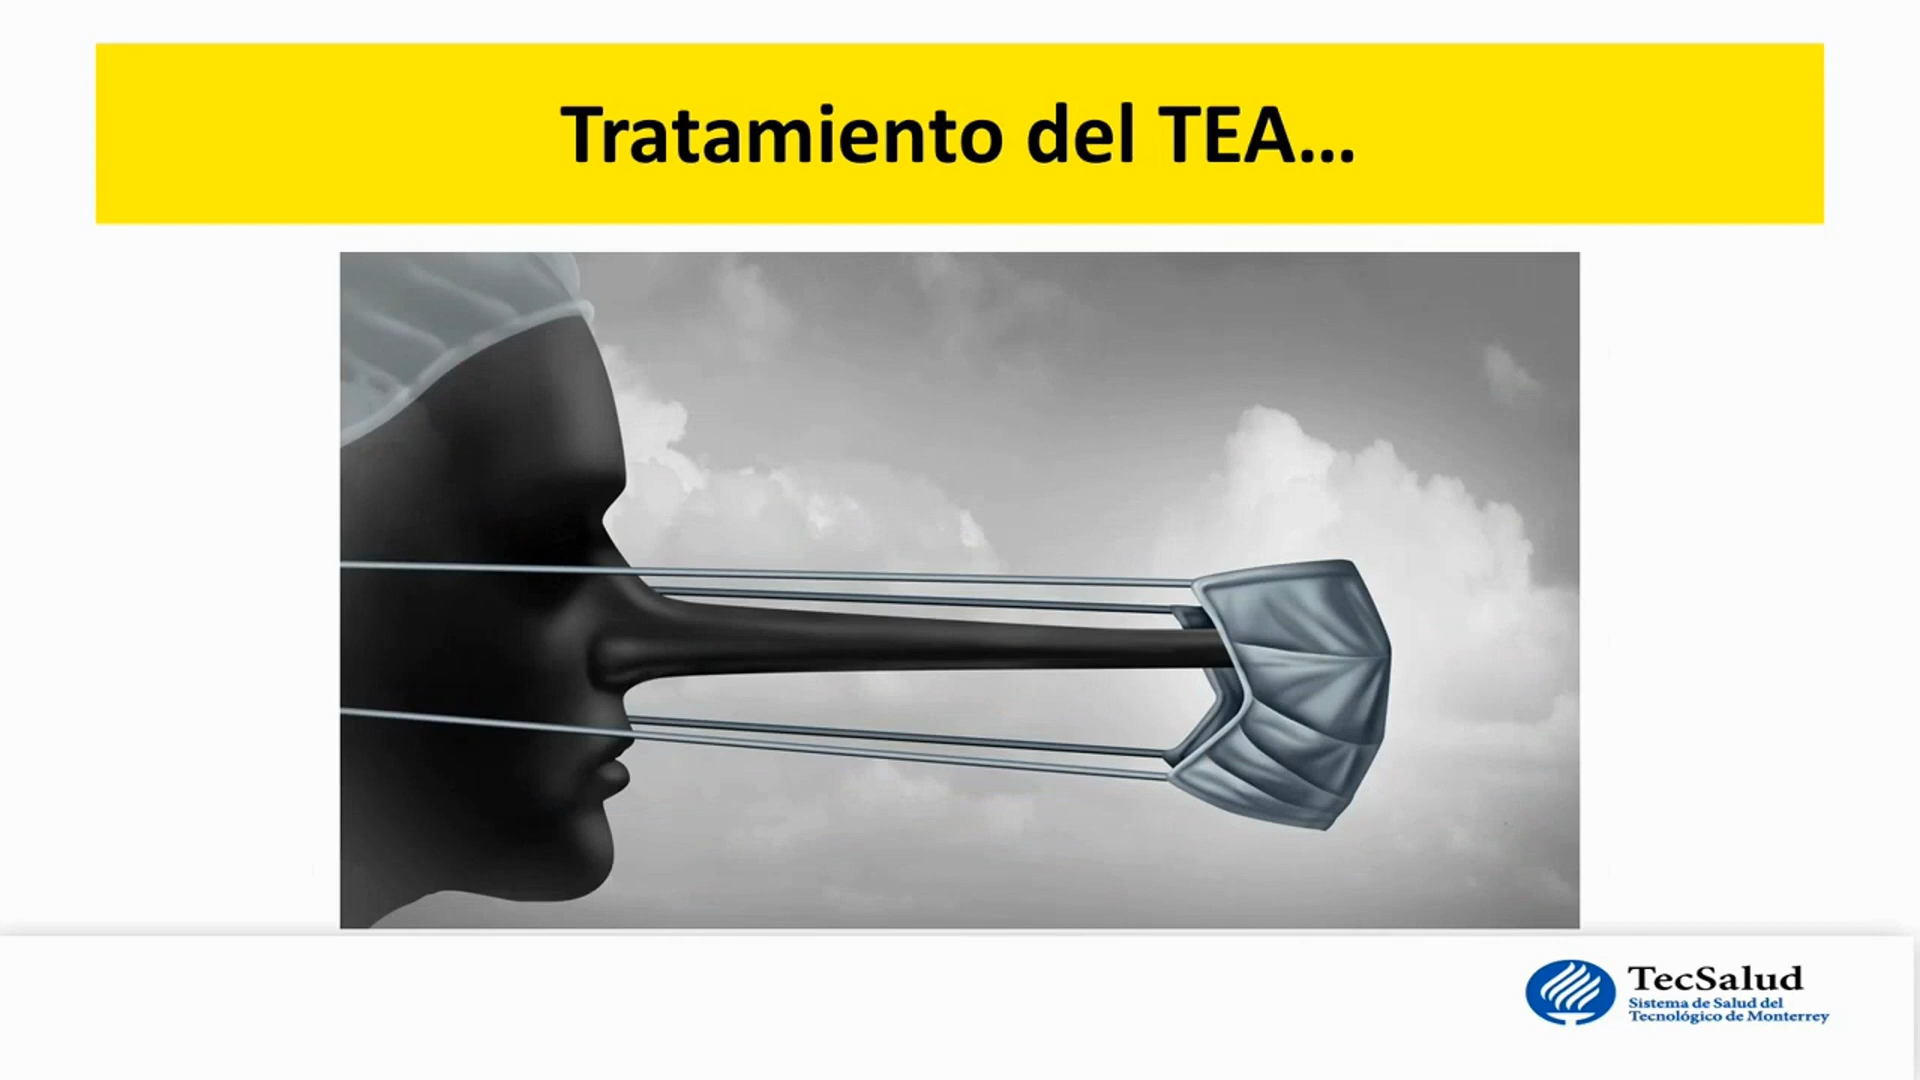 Tratamiento del TEA...
TecSalud
Sistema de Salud del
Tecnológico de Monterrey